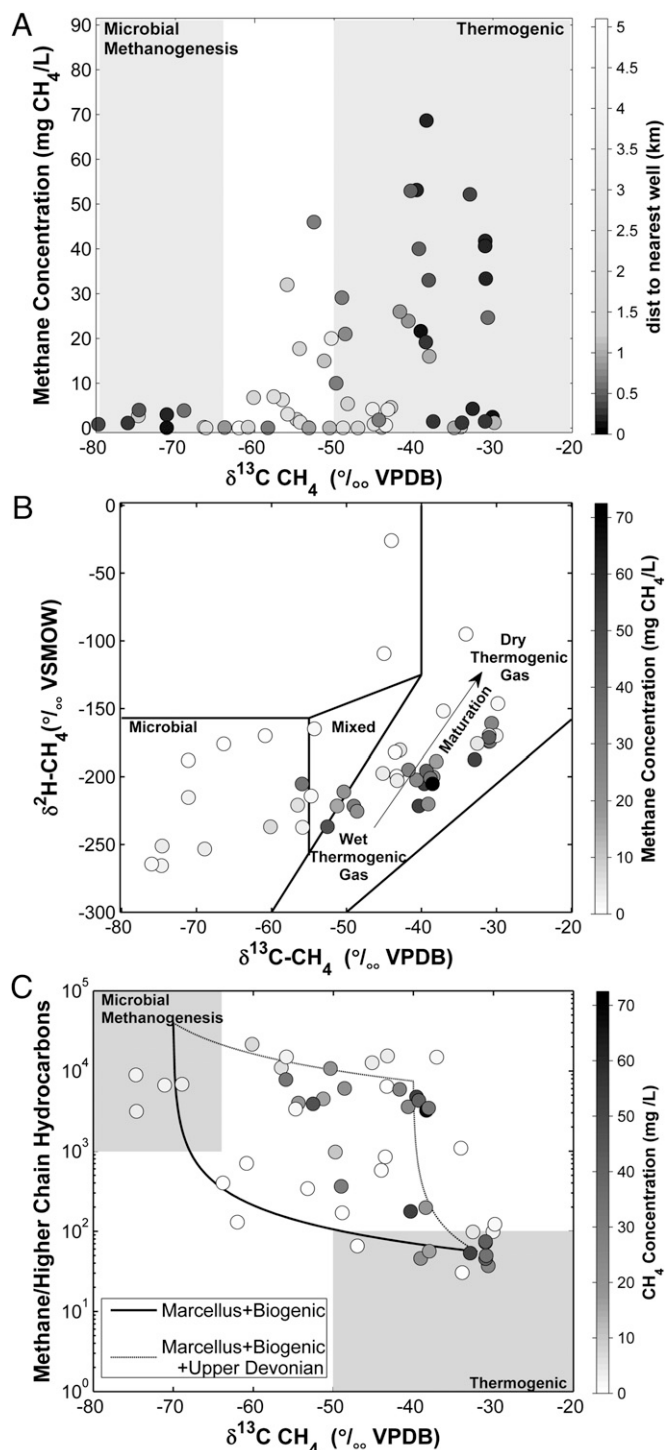 A
Microbial
Methanogenesis
Thermogenic
Methane Concentration (mg CH4/L)
90
80
70
60
50
40
30
20
10
0
-80 -70 -60 -50 -40 -30 -20
δ13C CH4 (°/oo VPDB)
5
4.5
4
3.5
3
2.5
2
1.5
1
0.5
0
dist to nearest well (km)
B
δ2H-CH4(°/oo VSMOW)
0
-50
-100
-150
-200
-250
-300
Microbial
Mixed
Dry
Thermogenic
Gas
Maturation
Wet
Thermogenic
Gas
-80 -70 -60 -50 -40 -30 -20
δ13C-CH4 (°/oo VPDB)
70
60
50
40
30
20
10
0
Methane Concentration (mg CH4/L)
C
Methane/Higher Chain Hydrocarbons
10^5
10^4
10^3
10^2
10^1
10^0
Microbial
Methanogenesis
Marcellus+Biogenic
Marcellus+Biogenic
+Upper Devonian
Thermogenic
-80 -70 -60 -50 -40 -30 -20
δ13C CH4 (°/oo VPDB)
70
60
50
40
30
20
10
0
CH4 Concentration (mg /L)